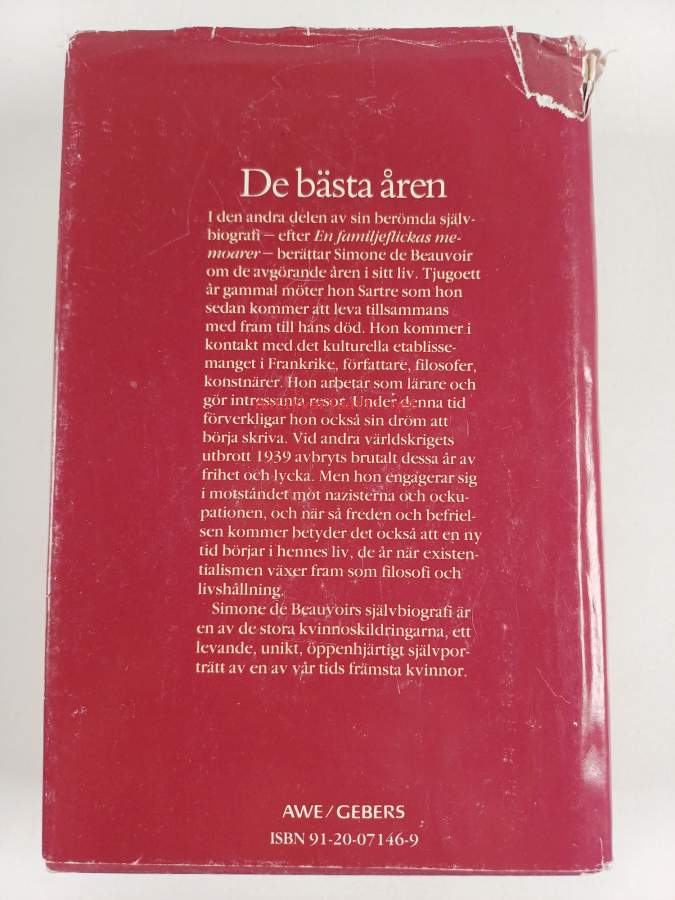 De bästa åren
I den andra delen av sin berömda själv-
biografi – efter En familjeflickas me-
moarer – berättar Simone de Beauvoir
om de avgörande åren i sitt liv. Tjugoett
år gammal möter hon Sartre som hon
sedan kommer att leva tillsammans
med fram till hans död. Hon kommer i
kontakt med det kulturella etablisse-
manget i Frankrike, författare, filosofer,
konstnärer. Hon arbetar som lärare och
gör intressanta resor. Under denna tid
förverkligar hon också sin dröm att
börja skriva. Vid andra världskrigets
utbrott 1939 avbryts brutalt dessa år av
frihet och lycka. Men hon engagerar sig
i motståndet mot nazisterna och ocku-
pationen, och när så freden och befriel-
sen kommer betyder det också att en ny
tid börjar i hennes liv, de år när existen-
tialismen växer fram som filosofi och
livshållning.
Simone de Beauvoirs självbiografi är
en av de stora kvinnoskildringarna, ett
levande, unikt, öppenhjärtigt självpor-
trätt av en av vår tids främsta kvinnor.
AWE/GEBERS
ISBN 91-20-07146-9